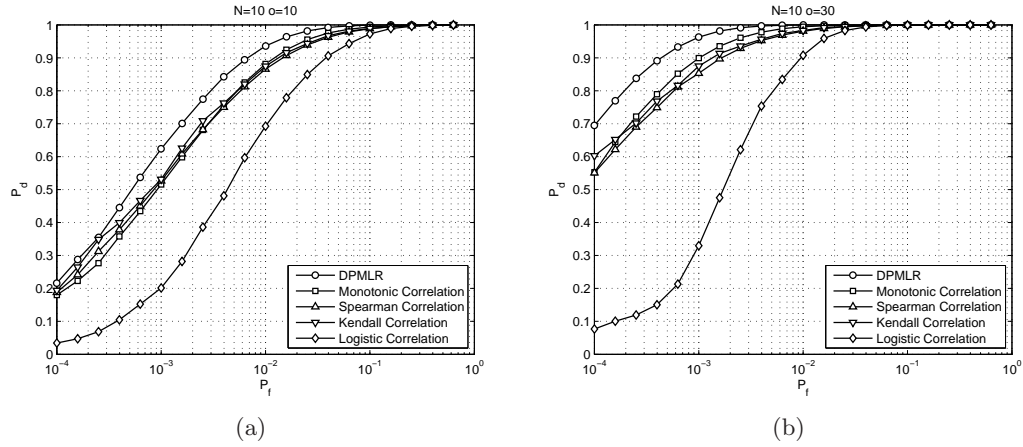 N=10 o=10
P_d
1
0.9
0.8
0.7
0.6
0.5
0.4
0.3
0.2
0.1
0
DPMLR
Monotonic Correlation
Spearman Correlation
Kendall Correlation
Logistic Correlation
10^−4
10^−3
10^−2
10^−1
10^0
P_f
(a)
N=10 o=30
P_d
1
0.9
0.8
0.7
0.6
0.5
0.4
0.3
0.2
0.1
0
DPMLR
Monotonic Correlation
Spearman Correlation
Kendall Correlation
Logistic Correlation
10^−4
10^−3
10^−2
10^−1
10^0
P_f
(b)